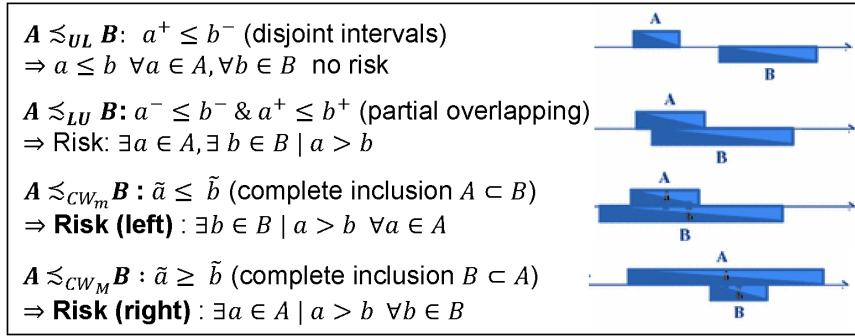 A ≾_UL B: a⁺ ≤ b⁻ (disjoint intervals)
⇒ a ≤ b ∀a ∈ A, ∀b ∈ B no risk
A ≾_LU B: a⁻ ≤ b⁻ & a⁺ ≤ b⁺ (partial overlapping)
⇒ Risk: ∃a ∈ A, ∃ b ∈ B | a > b
A ≾_CWm B : ã ≤ b̃ (complete inclusion A ⊂ B)
⇒ Risk (left) : ∃b ∈ B | a > b ∀a ∈ A
A ≾_CWM B : ã ≥ b̃ (complete inclusion B ⊂ A)
⇒ Risk (right) : ∃a ∈ A | a > b ∀b ∈ B
A
B
A
B
A
a
b
B
A
a
b
B